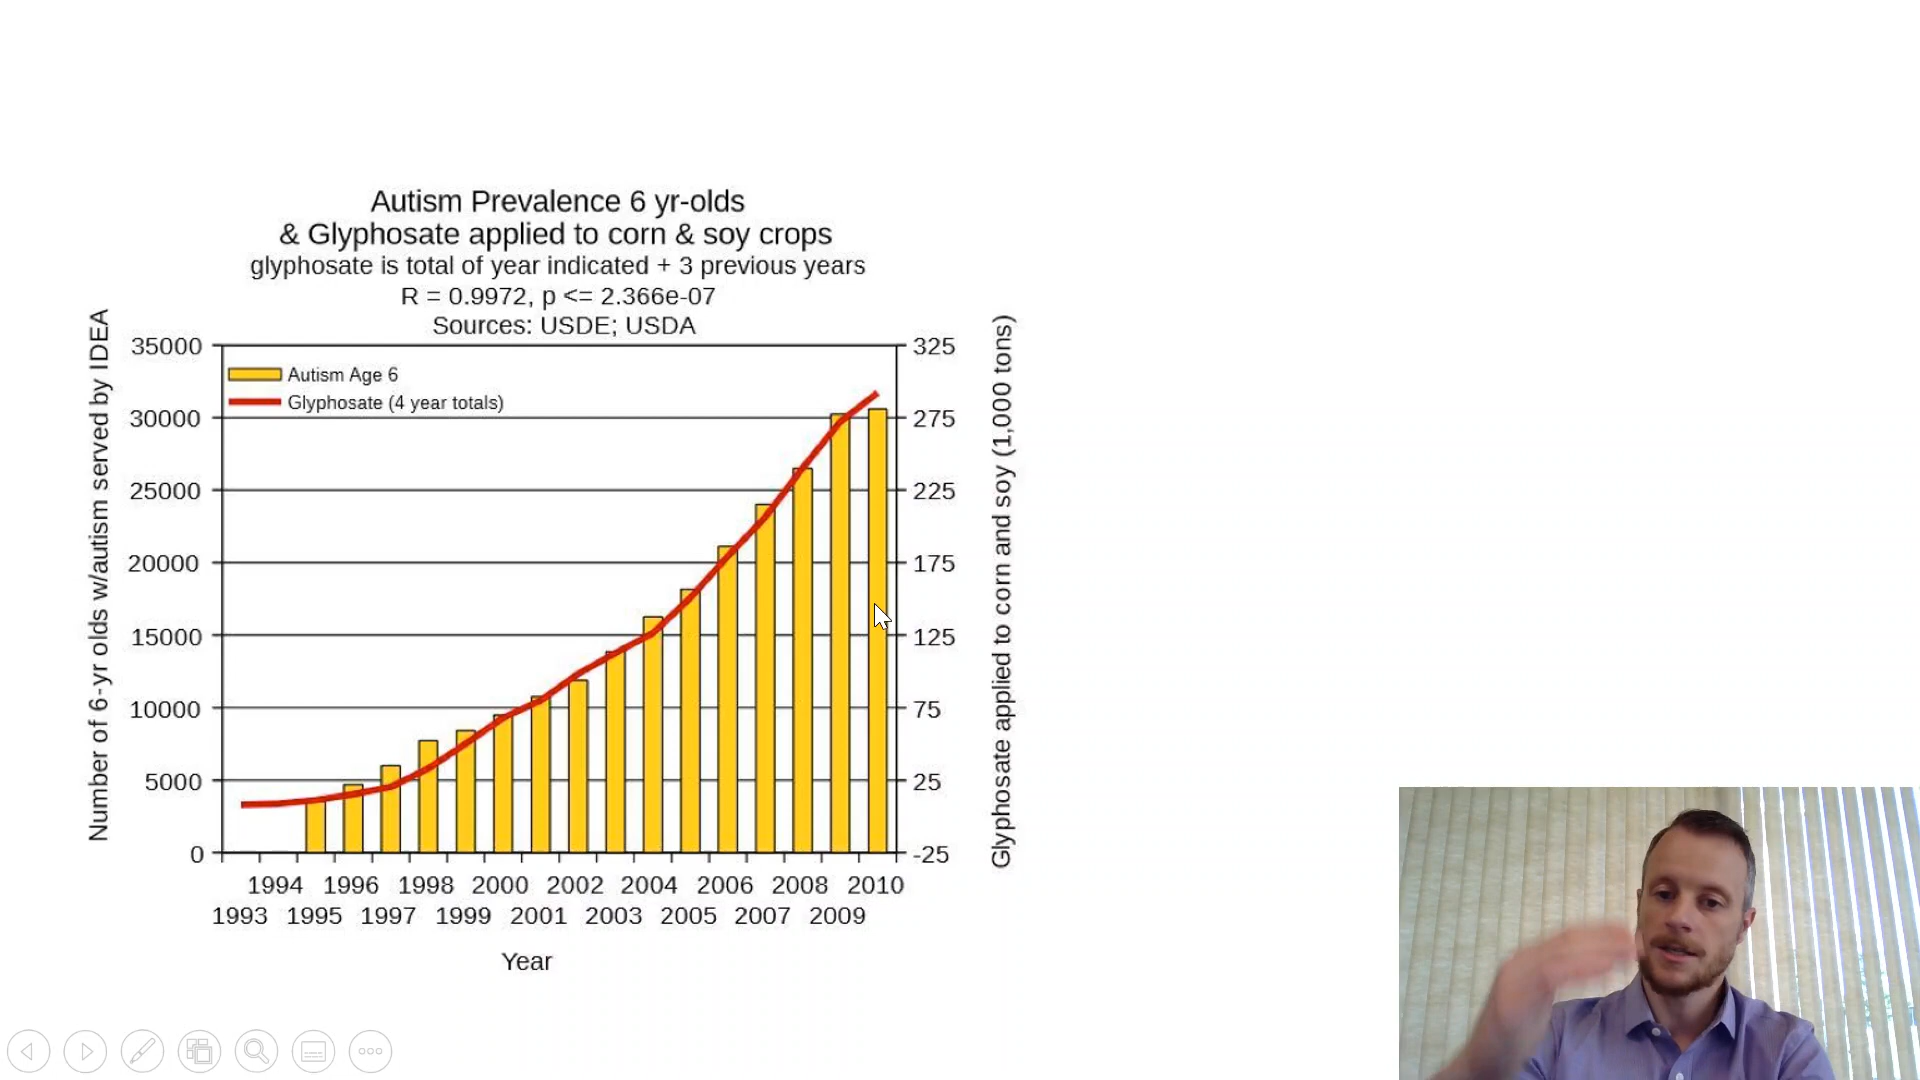 Autism Prevalence 6 yr-olds
& Glyphosate applied to corn & soy crops
glyphosate is total of year indicated + 3 previous years
R = 0.9972, p <= 2.366e-07
Sources: USDE; USDA
Number of 6-yr olds w/autism served by IDEA
35000
30000
25000
20000
15000
10000
5000
0
Autism Age 6
Glyphosate (4 year totals)
325
275
225
175
125
75
25
-25
Glyphosate applied to corn and soy (1,000 tons)
1994 1996 1998 2000 2002 2004 2006 2008 2010
1993 1995 1997 1999 2001 2003 2005 2007 2009
Year